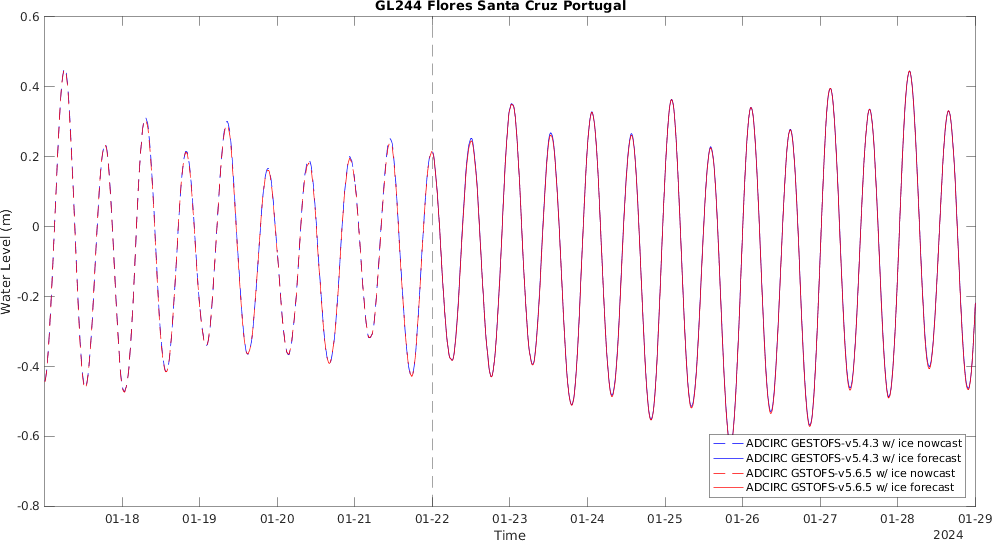 GL244 Flores Santa Cruz Portugal
0.6
0.4
0.2
0
-0.2
-0.4
-0.6
-0.8
Water Level (m)
ADCIRC GESTOFS-v5.4.3 w/ ice nowcast
ADCIRC GESTOFS-v5.4.3 w/ ice forecast
ADCIRC GSTOFS-v5.6.5 w/ ice nowcast
ADCIRC GSTOFS-v5.6.5 w/ ice forecast
01-18 01-19 01-20 01-21 01-22 01-23 01-24 01-25 01-26 01-27 01-28 01-29
Time
2024